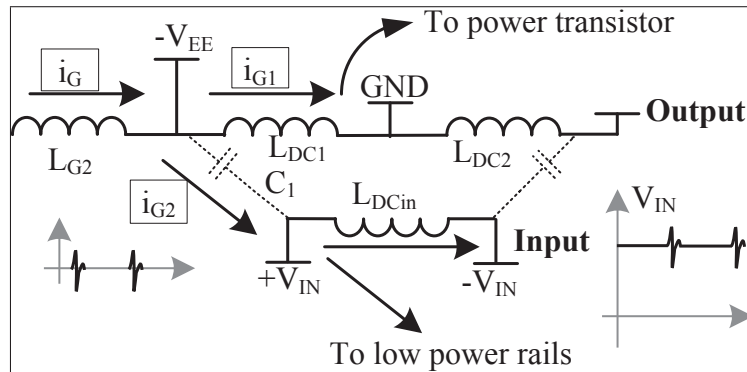 To power transistor
-V_EE
i_G
i_G1
GND
Output
L_G2
L_DC1
L_DC2
C_1
i_G2
L_DCin
V_IN
Input
+V_IN
-V_IN
To low power rails